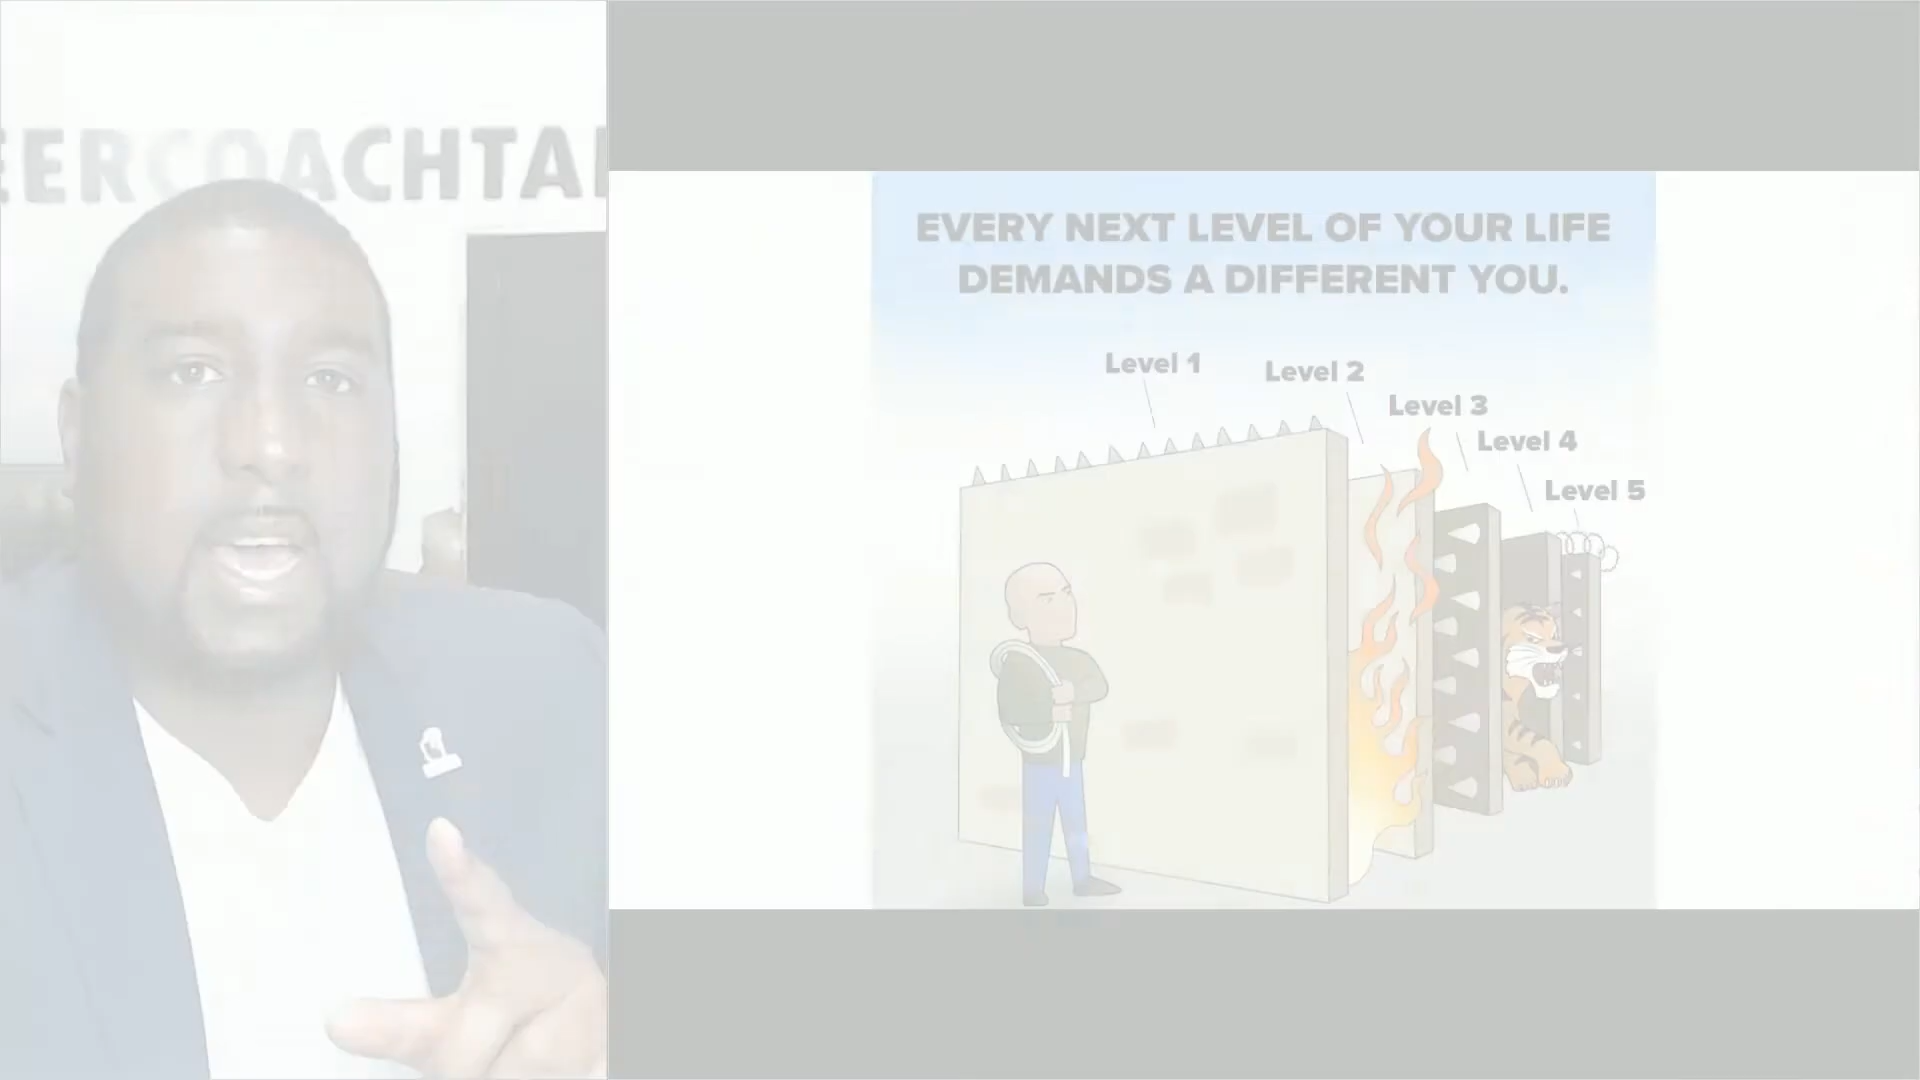 EERCOACHTA
EVERY NEXT LEVEL OF YOUR LIFE
DEMANDS A DIFFERENT YOU.
Level 1
Level 2
Level 3
Level 4
Level 5